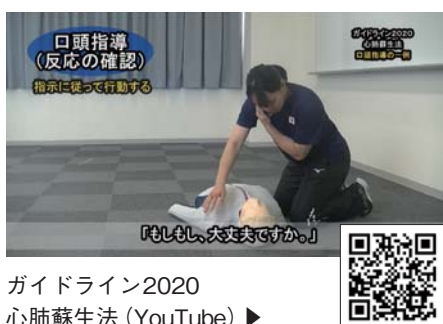 口頭指導
(反応の確認)
指示に従って行動する
ガイドライン2020
心肺蘇生法
口頭指導の一例
「もしもし、大丈夫ですか。」
ガイドライン2020
心肺蘇生法（YouTube）▶